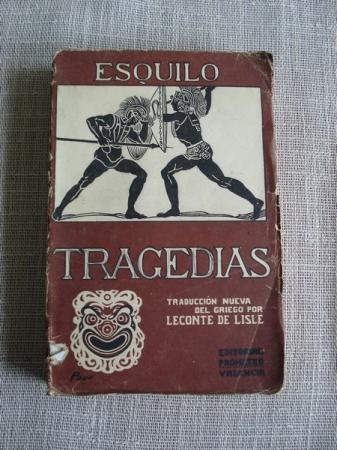 ESQUILO
TRAGEDIAS
TRADUCCIÓN NUEVA
DEL GRIEGO POR
LECONTE DE LISLE
EDITORIAL
PROMETEO
VALENCIA